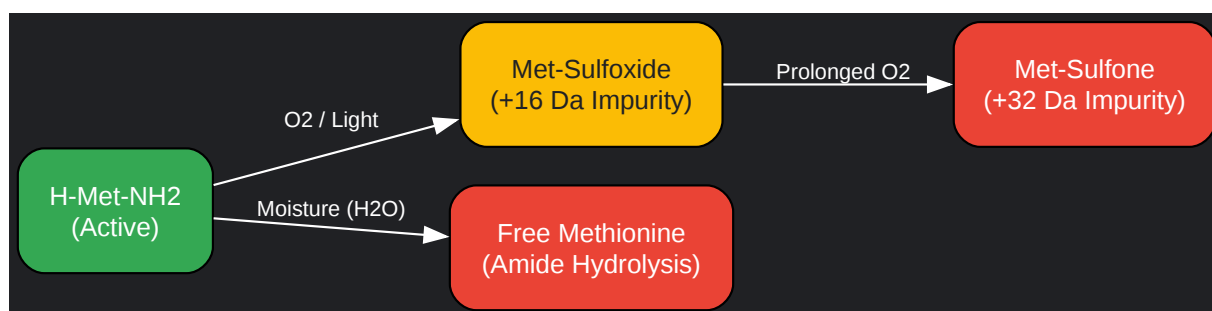 H-Met-NH2
(Active)
O2 / Light
Moisture (H2O)
Met-Sulfoxide
(+16 Da Impurity)
Free Methionine
(Amide Hydrolysis)
Prolonged O2
Met-Sulfone
(+32 Da Impurity)